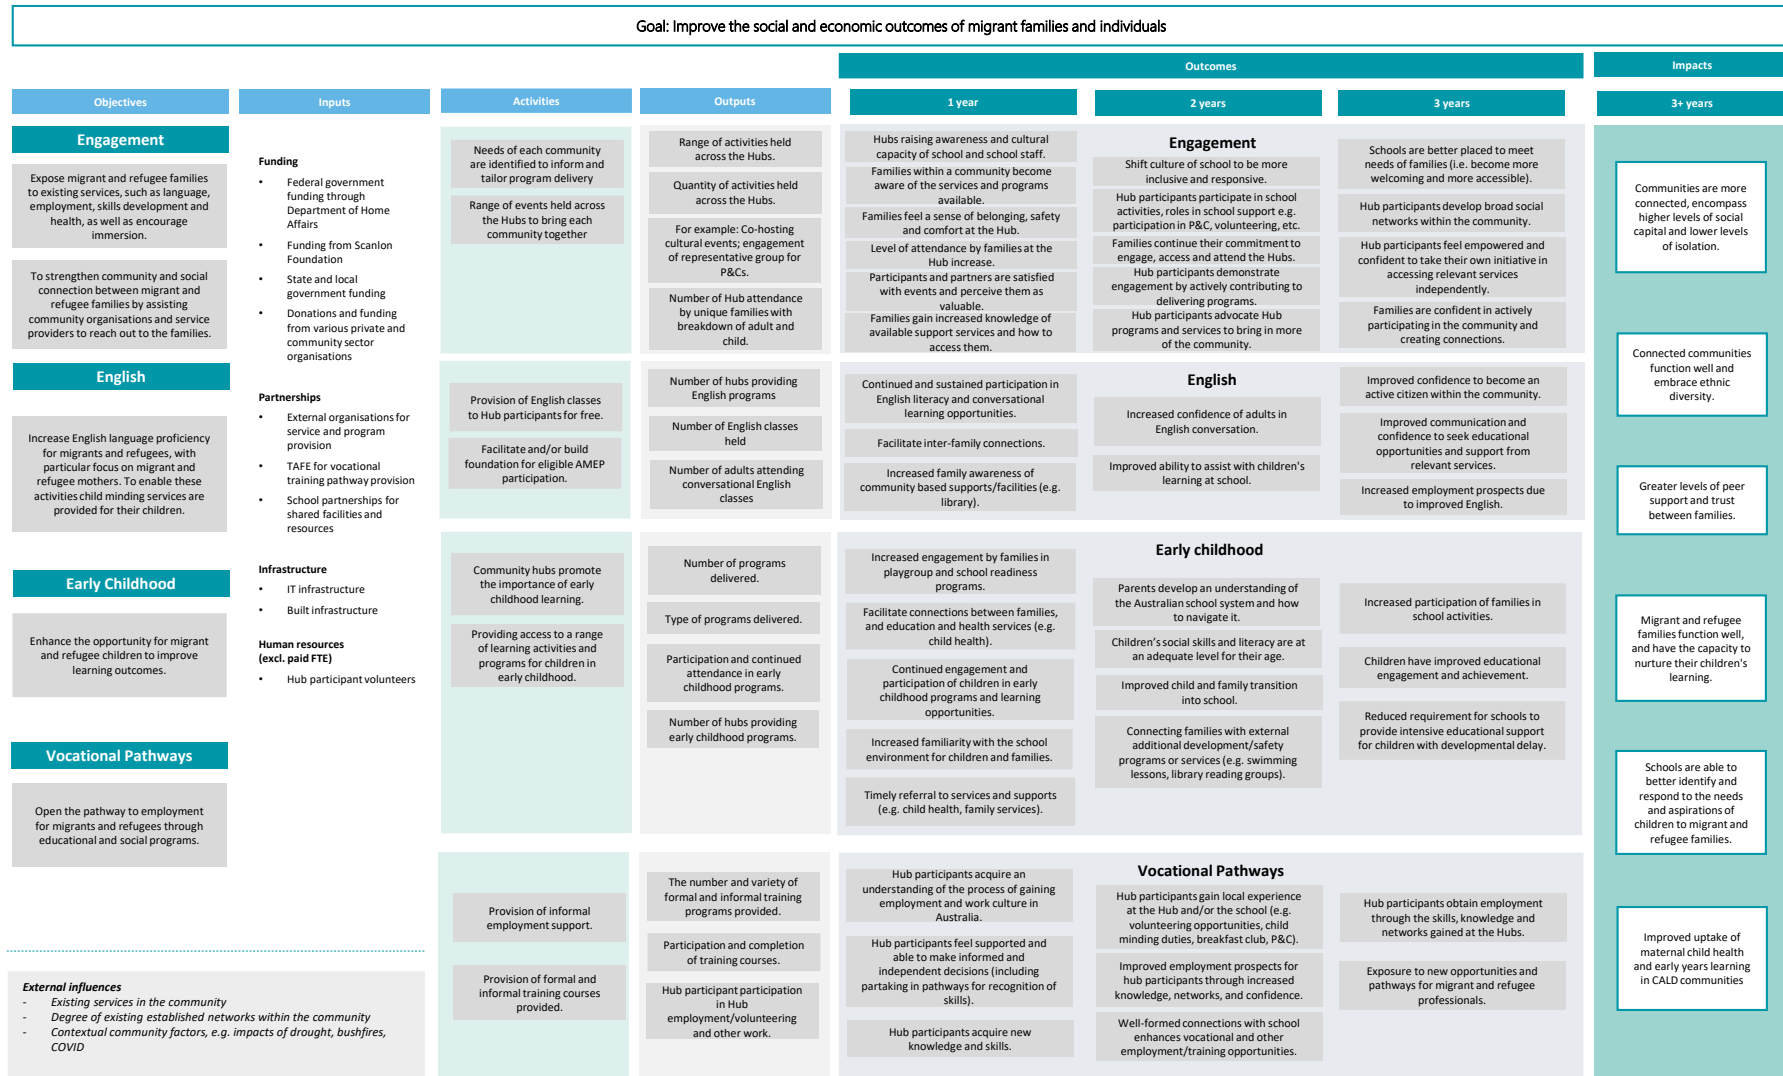 Goal: Improve the social and economic outcomes of migrant families and individuals
Outcomes
Impacts
Objectives
Inputs
Activities
Outputs
1 year
2 years
3 years
3+ years
Engagement
Expose migrant and refugee families
to existing services, such as language,
employment, skills development and
health, as well as encourage
immersion.
To strengthen community and social
connection between migrant and
refugee families by assisting
community organisations and service
providers to reach out to the families.
English
Increase English language proficiency
for migrants and refugees, with
particular focus on migrant and
refugee mothers. To enable these
activities child minding services are
provided for their children.
Early Childhood
Enhance the opportunity for migrant
and refugee children to improve
learning outcomes.
Vocational Pathways
Open the pathway to employment
for migrants and refugees through
educational and social programs.
External influences
- Existing services in the community
- Degree of existing established networks within the community
- Contextual community factors, e.g. impacts of drought, bushfires,
COVID
Funding
• Federal government
funding through
Department of Home
Affairs
• Funding from Scanlon
Foundation
• State and local
government funding
• Donations and funding
from various private and
community sector
organisations
Partnerships
• External organisations for
service and program
provision
• TAFE for vocational
training pathway provision
• School partnerships for
shared facilities and
resources
Infrastructure
• IT infrastructure
• Built infrastructure
Human resources
(excl. paid FTE)
• Hub participant volunteers
Needs of each community
are identified to inform and
tailor program delivery
Range of events held across
the Hubs to bring each
community together
Range of activities held
across the Hubs.
Quantity of activities held
across the Hubs.
For example: Co-hosting
cultural events; engagement
of representative group for
P&Cs.
Number of Hub attendance
by unique families with
breakdown of adult and
child.
Hubs raising awareness and cultural
capacity of school and school staff.
Families within a community become
aware of the services and programs
available.
Families feel a sense of belonging, safety
and comfort at the Hub.
Level of attendance by families at the
Hub increase.
Participants and partners are satisfied
with events and perceive them as
valuable.
Families gain increased knowledge of
available support services and how to
access them.
Engagement
Shift culture of school to be more
inclusive and responsive.
Hub participants participate in school
activities, roles in school support e.g.
participation in P&C, volunteering, etc.
Families continue their commitment to
engage, access and attend the Hubs.
Hub participants demonstrate
engagement by actively contributing to
delivering programs.
Hub participants advocate Hub
programs and services to bring in more
of the community.
Schools are better placed to meet
needs of families (i.e. become more
welcoming and more accessible).
Hub participants develop broad social
networks within the community.
Hub participants feel empowered and
confident to take their own initiative in
accessing relevant services
independently.
Families are confident in actively
participating in the community and
creating connections.
Provision of English classes
to Hub participants for free.
Facilitate and/or build
foundation for eligible AMEP
participation.
Number of hubs providing
English programs
Number of English classes
held
Number of adults attending
conversational English
classes
Continued and sustained participation in
English literacy and conversational
learning opportunities.
Facilitate inter-family connections.
Increased family awareness of
community based supports/facilities (e.g.
library).
English
Increased confidence of adults in
English conversation.
Improved ability to assist with children's
learning at school.
Improved confidence to become an
active citizen within the community.
Improved communication and
confidence to seek educational
opportunities and support from
relevant services.
Increased employment prospects due
to improved English.
Community hubs promote
the importance of early
childhood learning.
Providing access to a range
of learning activities and
programs for children in
early childhood.
Number of programs
delivered.
Type of programs delivered.
Participation and continued
attendance in early
childhood programs.
Number of hubs providing
early childhood programs.
Increased engagement by families in
playgroup and school readiness
programs.
Facilitate connections between families,
and education and health services (e.g.
child health).
Continued engagement and
participation of children in early
childhood programs and learning
opportunities.
Increased familiarity with the school
environment for children and families.
Timely referral to services and supports
(e.g. child health, family services).
Early childhood
Parents develop an understanding of
the Australian school system and how
to navigate it.
Children's social skills and literacy are at
an adequate level for their age.
Improved child and family transition
into school.
Connecting families with external
additional development/safety
programs or services (e.g. swimming
lessons, library reading groups).
Increased participation of families in
school activities.
Children have improved educational
engagement and achievement.
Reduced requirement for schools to
provide intensive educational support
for children with developmental delay.
Provision of informal
employment support.
Provision of formal and
informal training courses
provided.
The number and variety of
formal and informal training
programs provided.
Participation and completion
of training courses.
Hub participant participation
in Hub
employment/volunteering
and other work.
Hub participants acquire an
understanding of the process of gaining
employment and work culture in
Australia.
Hub participants feel supported and
able to make informed and
independent decisions (including
partaking in pathways for recognition of
skills).
Hub participants acquire new
knowledge and skills.
Vocational Pathways
Hub participants gain local experience
at the Hub and/or the school (e.g.
volunteering opportunities, child
minding duties, breakfast club, P&C).
Improved employment prospects for
hub participants through increased
knowledge, networks, and confidence.
Well-formed connections with school
enhances vocational and other
employment/training opportunities.
Hub participants obtain employment
through the skills, knowledge and
networks gained at the Hubs.
Exposure to new opportunities and
pathways for migrant and refugee
professionals.
Communities are more
connected, encompass
higher levels of social
capital and lower levels
of isolation.
Connected communities
function well and
embrace ethnic
diversity.
Greater levels of peer
support and trust
between families.
Migrant and refugee
families function well,
and have the capacity to
nurture their children's
learning.
Schools are able to
better identify and
respond to the needs
and aspirations of
children to migrant and
refugee families.
Improved uptake of
maternal child health
and early years learning
in CALD communities